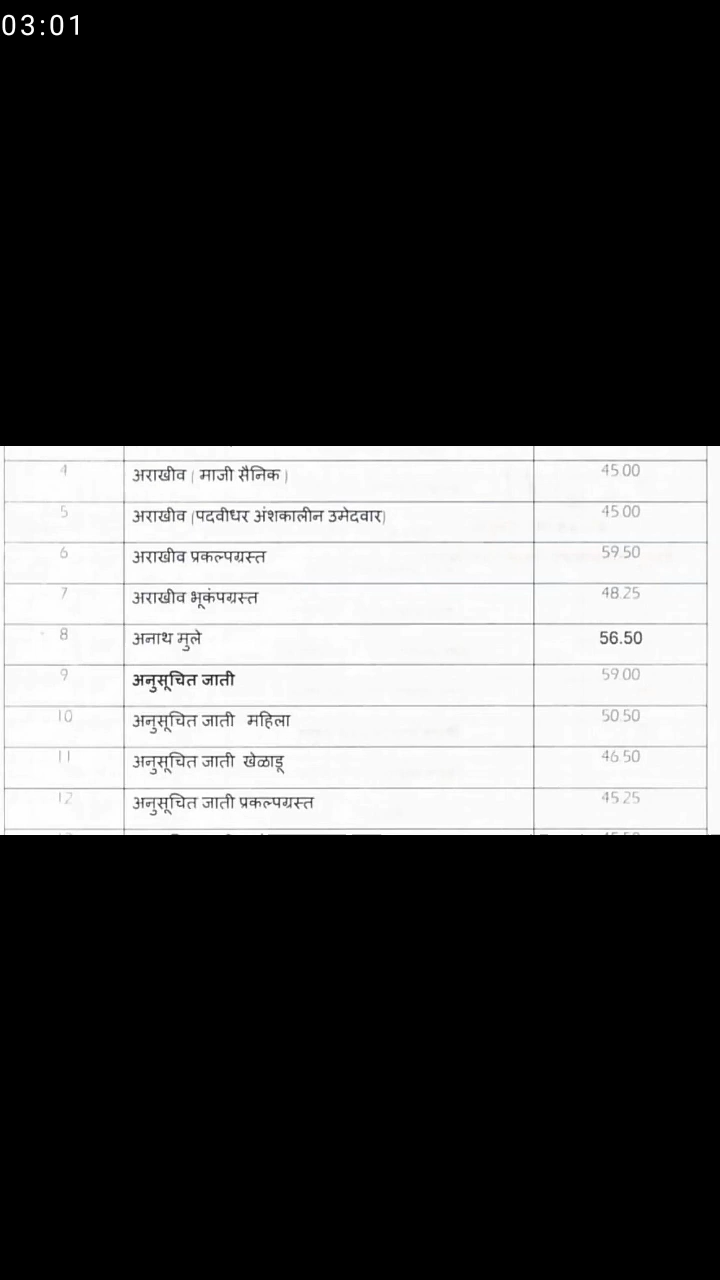 03:01
4 अराखीव ( माजी सैनिक ) 45.00
5 अराखीव (पदवीधर अंशकालीन उमेदवार) 45.00
6 अराखीव प्रकल्पग्रस्त 59.50
7 अराखीव भूकंपग्रस्त 48.25
8 अनाथ मुले 56.50
9 अनुसूचित जाती 59.00
10 अनुसूचित जाती महिला 50.50
11 अनुसूचित जाती खेळाडू 46.50
12 अनुसूचित जाती प्रकल्पग्रस्त 45.25